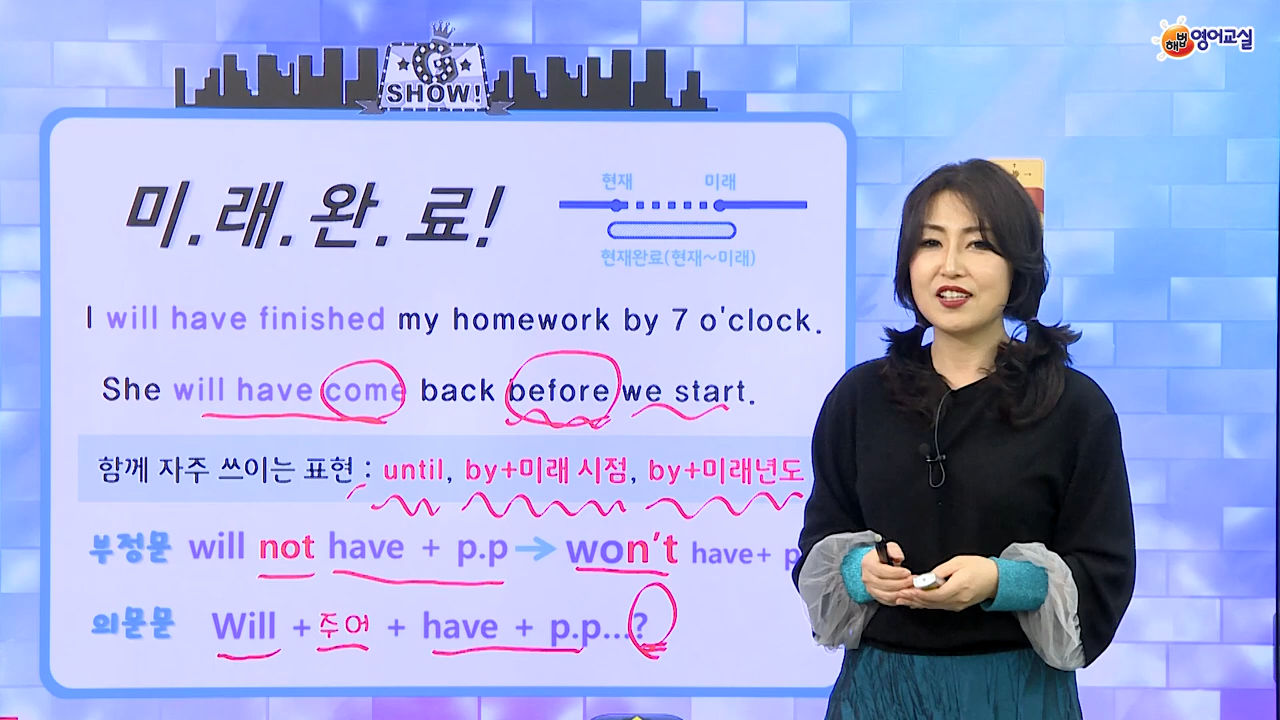 G
SHOW!
해법영어교실
미.래.완.료!
현재 미래
현재완료(현재~미래)
I will have finished my homework by 7 o'clock.
She will have come back before we start.
함께 자주 쓰이는 표현 : until, by+미래 시점, by+미래년도
부정문 will not have + p.p → won't have+ p
의문문 Will + 주어 + have + p.p...?